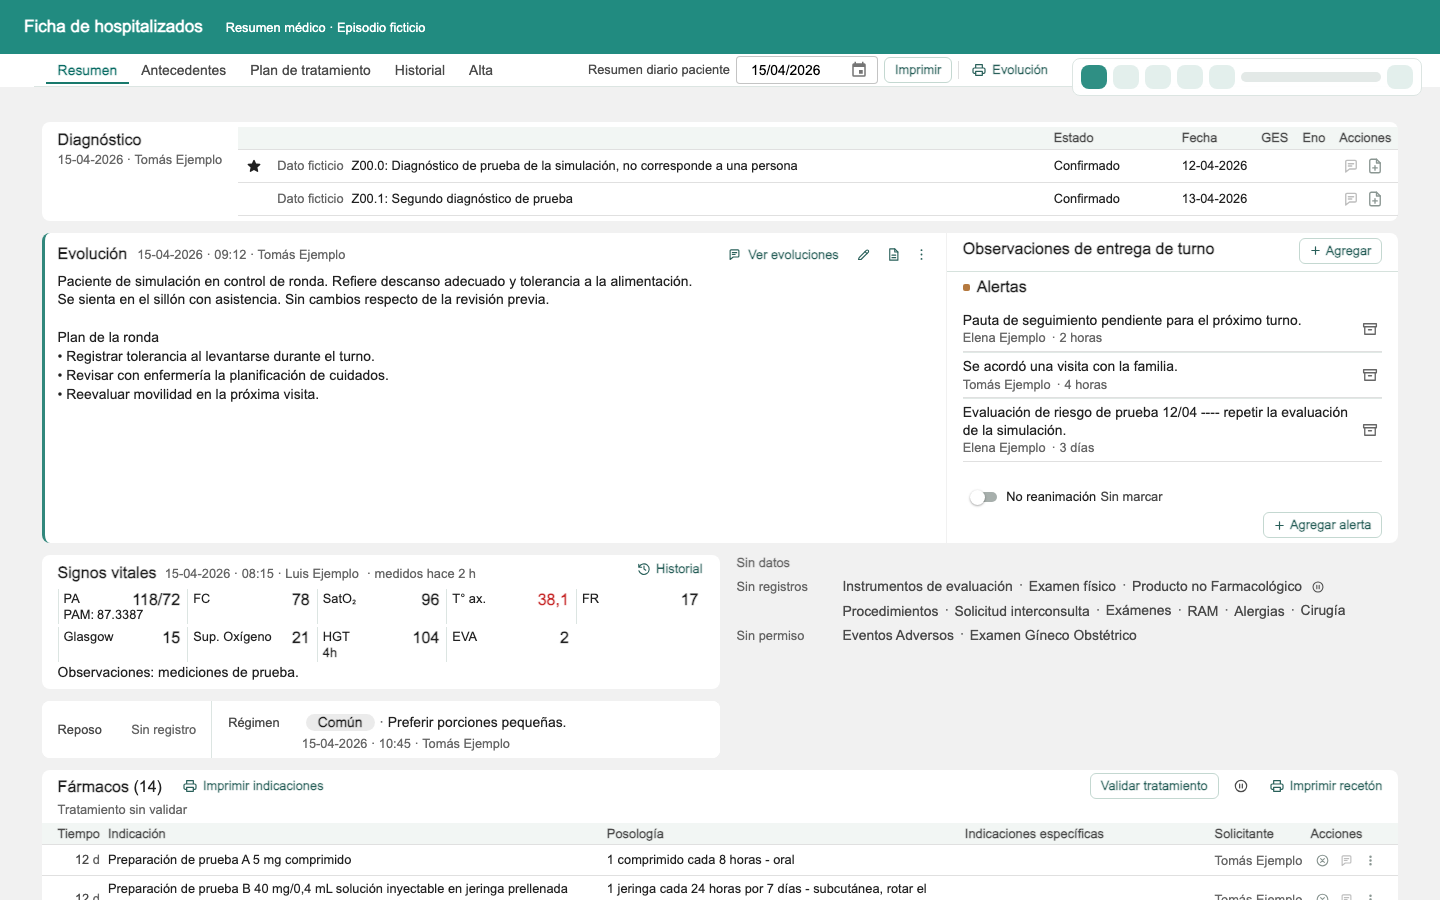 Ficha de hospitalizados Resumen médico · Episodio ficticio
Resumen Antecedentes Plan de tratamiento Historial Alta Resumen diario paciente 15/04/2026 Imprimir Evolución
Diagnóstico
15-04-2026 · Tomás Ejemplo
Estado Fecha GES Eno Acciones
Dato ficticio Z00.0: Diagnóstico de prueba de la simulación, no corresponde a una persona Confirmado 12-04-2026
Dato ficticio Z00.1: Segundo diagnóstico de prueba Confirmado 13-04-2026
Evolución 15-04-2026 · 09:12 · Tomás Ejemplo Ver evoluciones
Paciente de simulación en control de ronda. Refiere descanso adecuado y tolerancia a la alimentación.
Se sienta en el sillón con asistencia. Sin cambios respecto de la revisión previa.
Plan de la ronda
• Registrar tolerancia al levantarse durante el turno.
• Revisar con enfermería la planificación de cuidados.
• Reevaluar movilidad en la próxima visita.
Observaciones de entrega de turno + Agregar
Alertas
Pauta de seguimiento pendiente para el próximo turno.
Elena Ejemplo · 2 horas
Se acordó una visita con la familia.
Tomás Ejemplo · 4 horas
Evaluación de riesgo de prueba 12/04 ---- repetir la evaluación
de la simulación.
Elena Ejemplo · 3 días
No reanimación Sin marcar
+ Agregar alerta
Signos vitales 15-04-2026 · 08:15 · Luis Ejemplo · medidos hace 2 h Historial
PA 118/72 FC 78 SatO₂ 96 T° ax. 38,1 FR 17
PAM: 87.3387
Glasgow 15 Sup. Oxígeno 21 HGT 104 EVA 2
4h
Observaciones: mediciones de prueba.
Sin datos
Sin registros Instrumentos de evaluación · Examen físico · Producto no Farmacológico
Procedimientos · Solicitud interconsulta · Exámenes · RAM · Alergias · Cirugía
Sin permiso Eventos Adversos · Examen Gíneco Obstétrico
Reposo Sin registro Régimen Común · Preferir porciones pequeñas.
15-04-2026 · 10:45 · Tomás Ejemplo
Fármacos (14) Imprimir indicaciones Validar tratamiento Imprimir recetón
Tratamiento sin validar
Tiempo Indicación Posología Indicaciones específicas Solicitante Acciones
12 d Preparación de prueba A 5 mg comprimido 1 comprimido cada 8 horas - oral Tomás Ejemplo
12 d Preparación de prueba B 40 mg/0,4 mL solución inyectable en jeringa prellenada 1 jeringa cada 24 horas por 7 días - subcutánea, rotar el Tomás Ejemplo